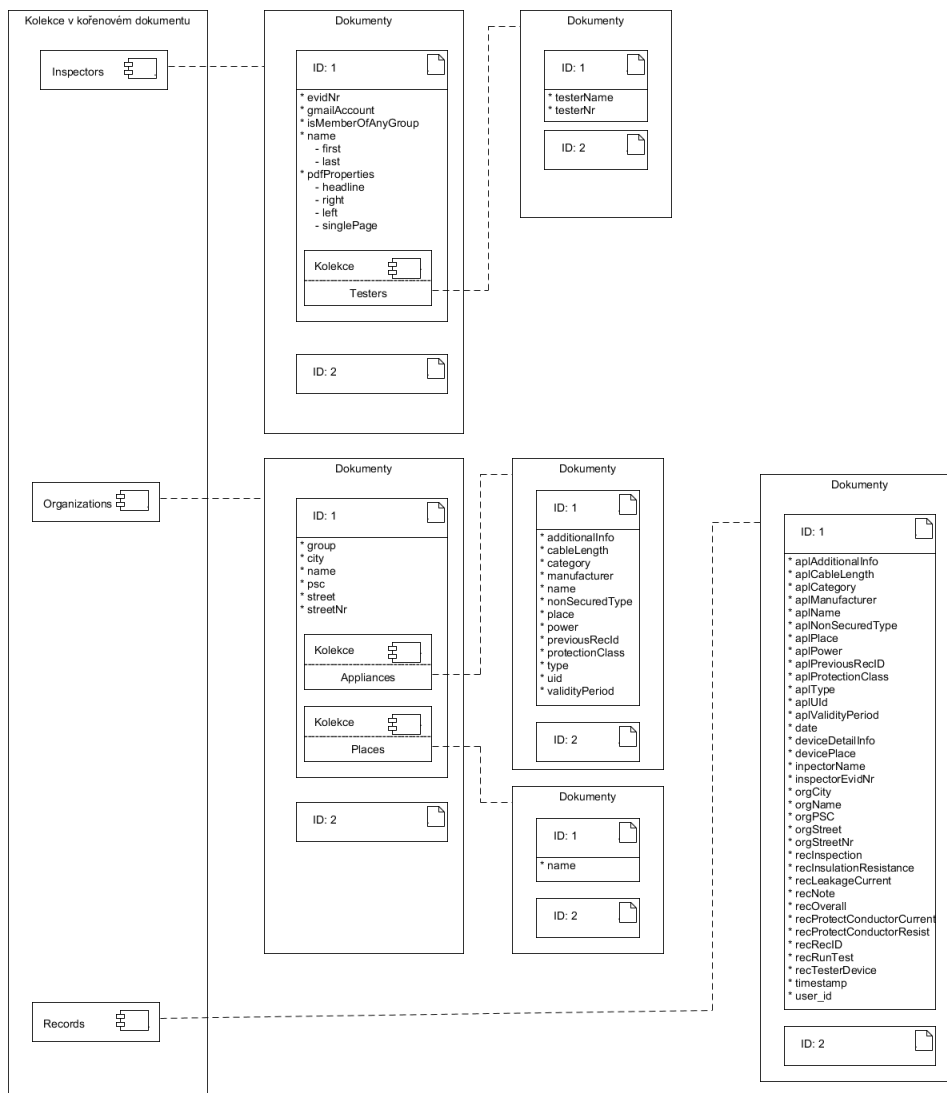 Kolekce v kořenovém dokumentu
Inspectors
Dokumenty
ID: 1
* evidNr
* gmailAccount
* isMemberOfAnyGroup
* name
- first
- last
* pdfProperties
- headline
- right
- left
- singlePage
Kolekce
Testers
ID: 2
Dokumenty
ID: 1
* testerName
* testerNr
ID: 2
Organizations
Dokumenty
ID: 1
* group
* city
* name
* psc
* street
* streetNr
Kolekce
Appliances
Kolekce
Places
ID: 2
Dokumenty
ID: 1
* additionalInfo
* cableLength
* category
* manufacturer
* name
* nonSecuredType
* place
* power
* previousRecId
* protectionClass
* type
* uid
* validityPeriod
ID: 2
Dokumenty
ID: 1
* name
ID: 2
Records
Dokumenty
ID: 1
* aplAdditionalInfo
* aplCableLength
* aplCategory
* aplManufacturer
* aplName
* aplNonSecuredType
* aplPlace
* aplPower
* aplPreviousRecID
* aplProtectionClass
* aplType
* aplUId
* aplValidityPeriod
* date
* deviceDetailInfo
* devicePlace
* inpectorName
* inspectorEvidNr
* orgCity
* orgName
* orgPSC
* orgStreet
* orgStreetNr
* recInspection
* recInsulationResistance
* recLeakageCurrent
* recNote
* recOverall
* recProtectConductorCurrent
* recProtectConductorResist
* recRecID
* recRunTest
* recTesterDevice
* timestamp
* user_id
ID: 2